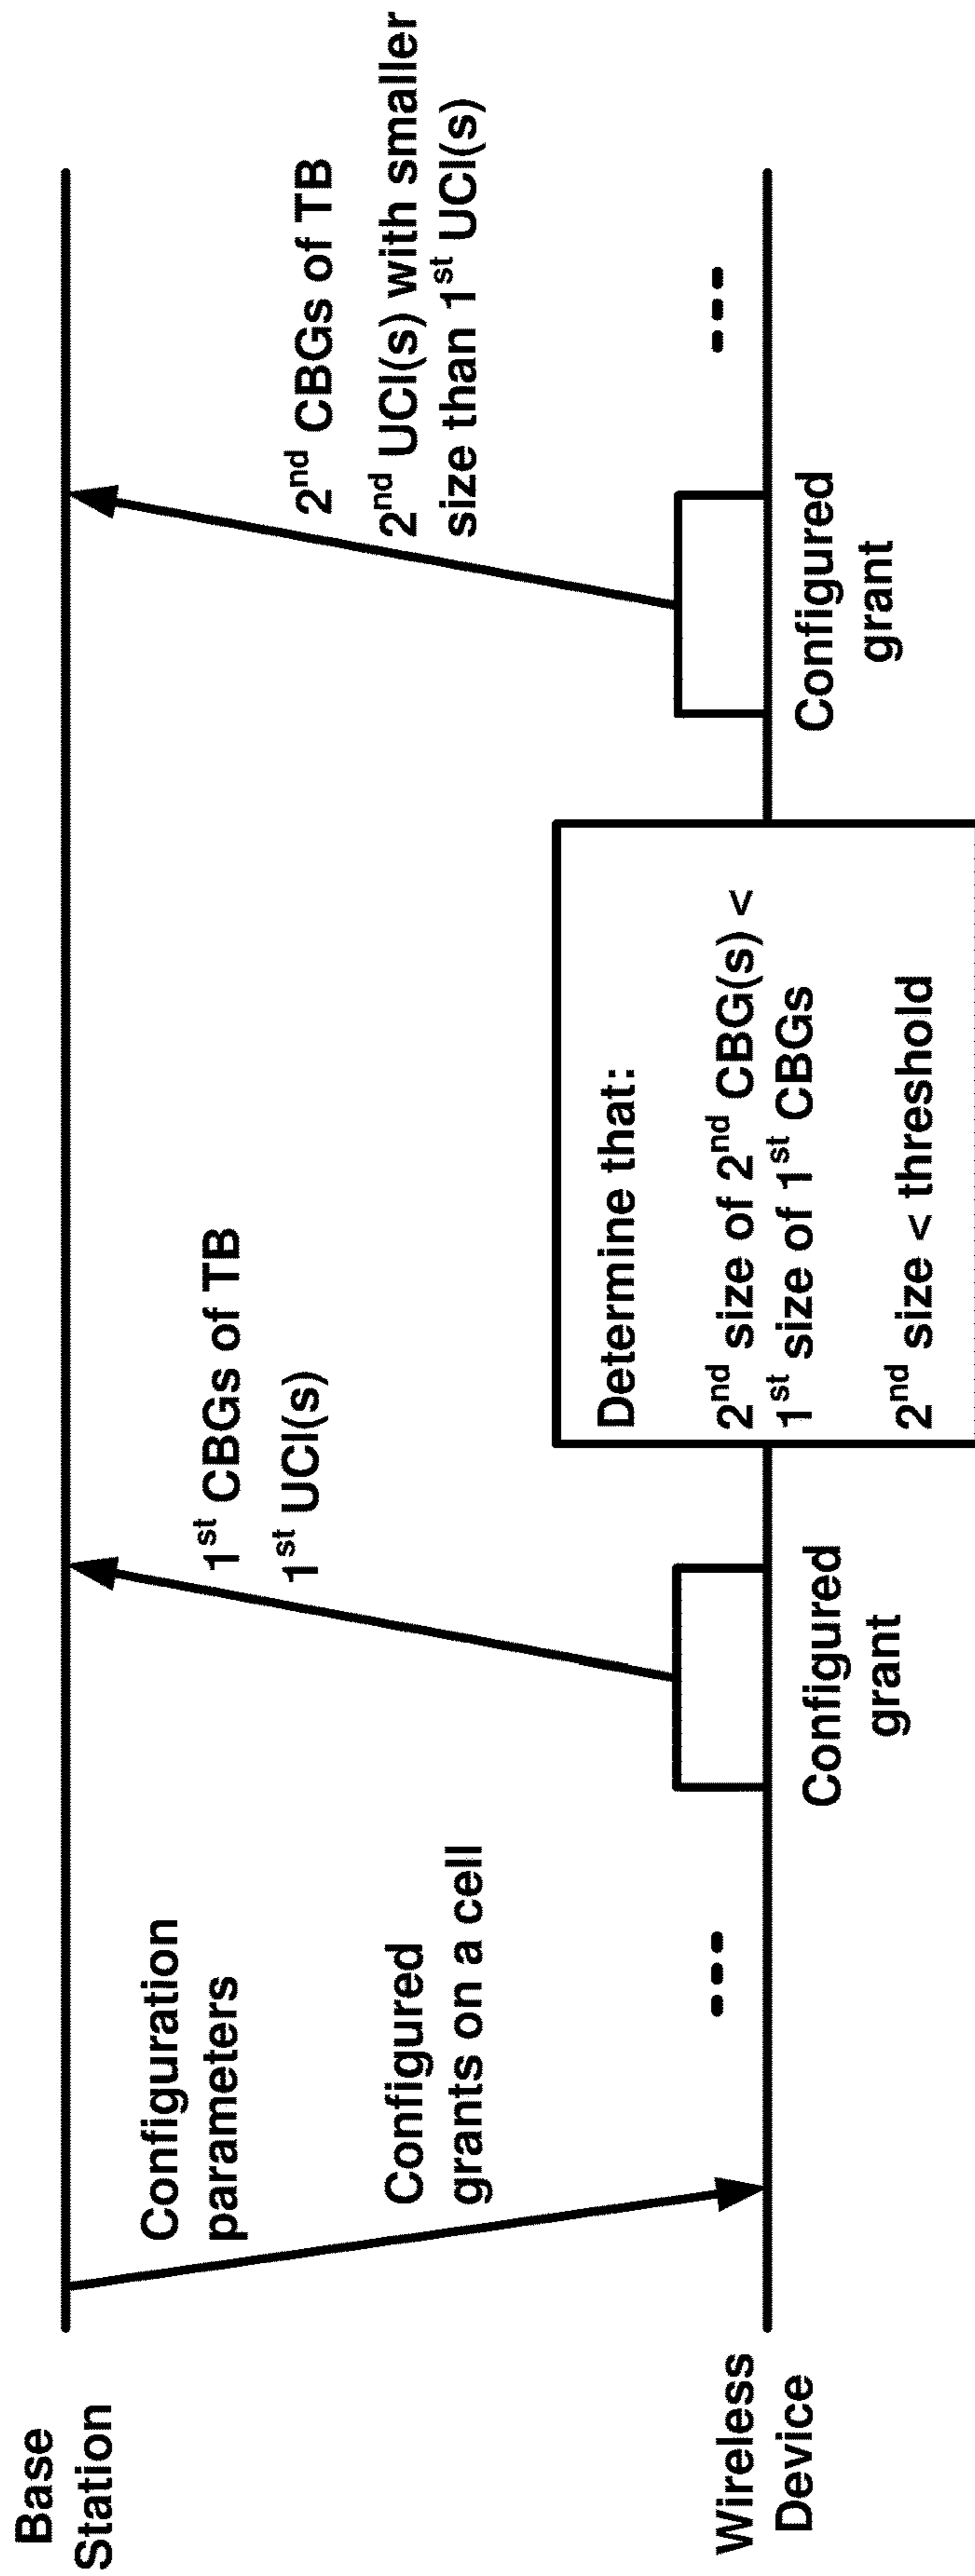 Base
Station
Configuration
parameters
Configured
grants on a cell
1st CBGs of TB
1st UCI(s)
2nd CBGs of TB
2nd UCI(s) with smaller
size than 1st UCI(s)
Wireless
Device
Configured
grant
Determine that:
2nd size of 2nd CBG(s) <
1st size of 1st CBGs
2nd size < threshold
Configured
grant